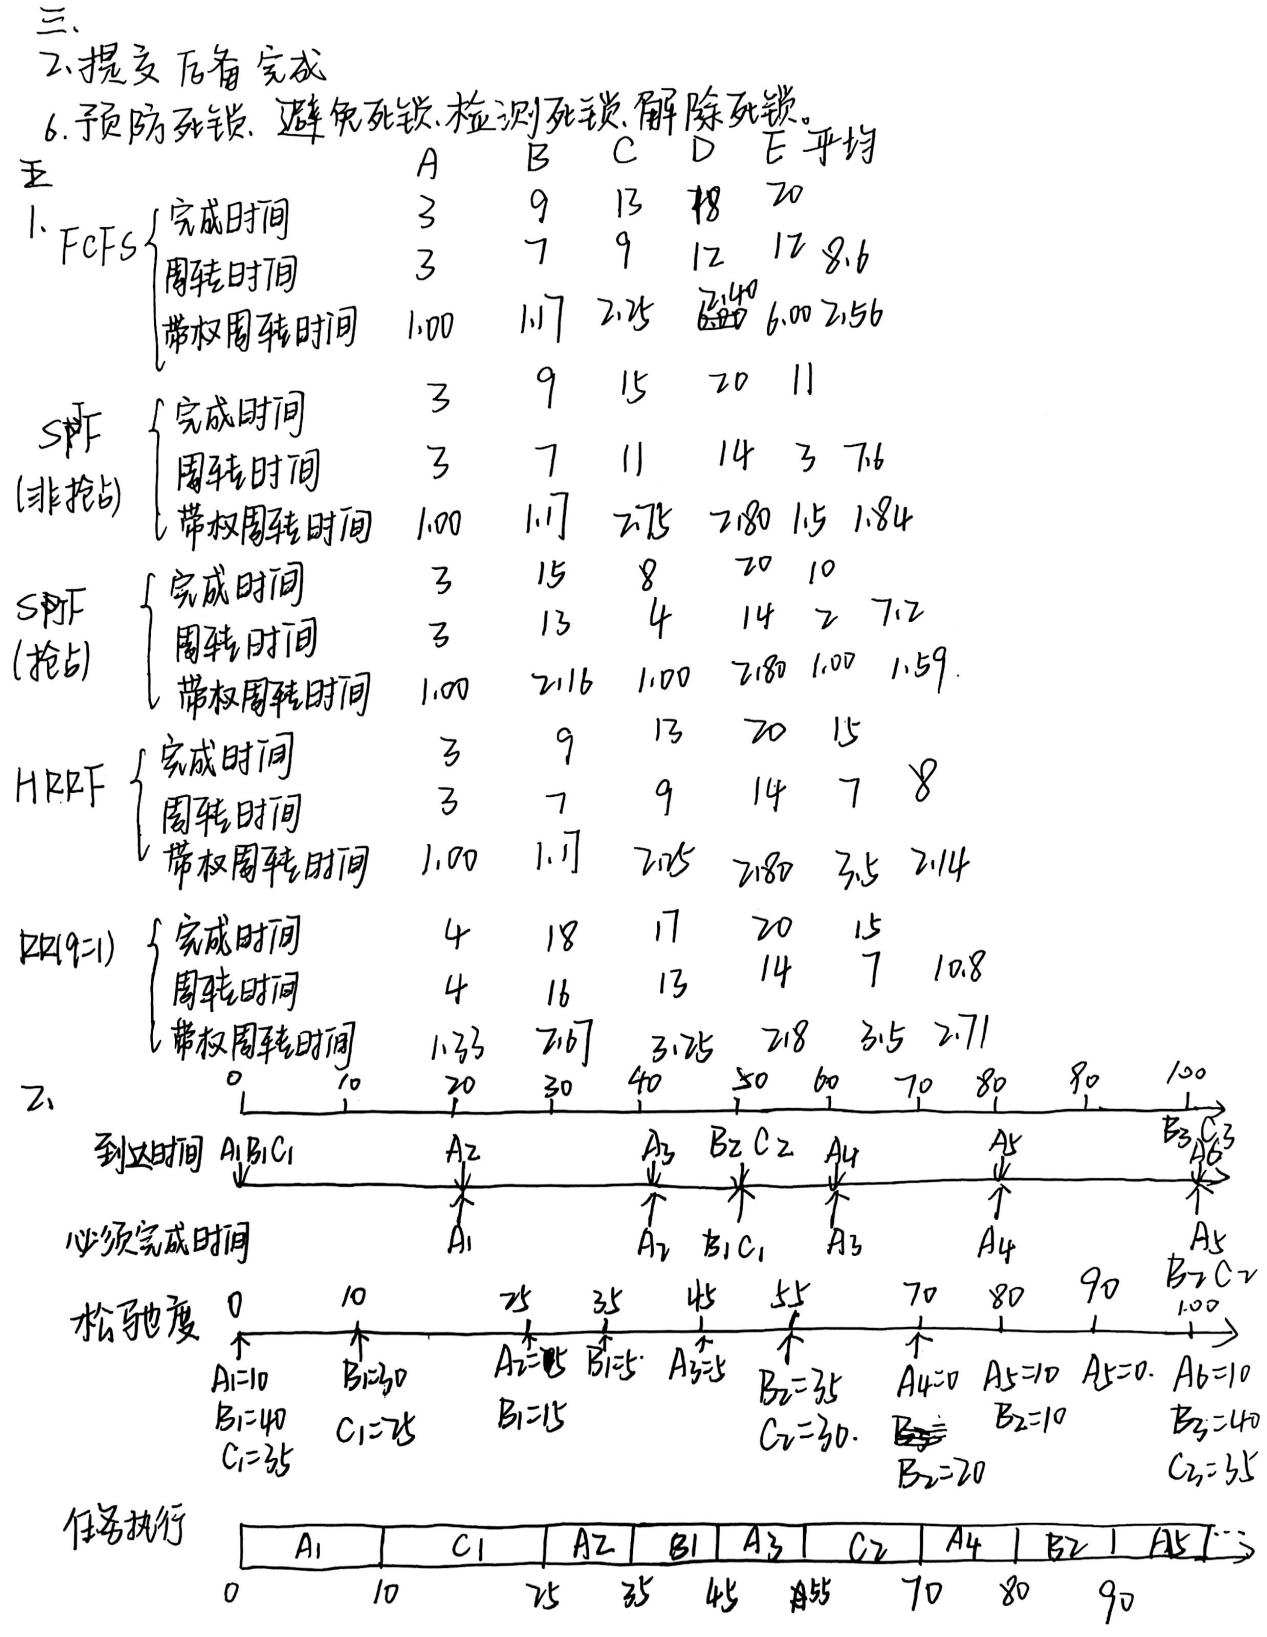 三、
2、提交 后备 完成
6、预防死锁、避免死锁、检测死锁、解除死锁。
五
A B C D E 平均
1、FCFS
完成时间 3 9 13 18 20
周转时间 3 7 9 12 12 8.6
带权周转时间 1.00 1.17 2.25 2.40 6.00 2.56
SJF (非抢占)
完成时间 3 9 15 20 11
周转时间 3 7 11 14 3 7.6
带权周转时间 1.00 1.17 2.75 2.80 1.5 1.84
SJF (抢占)
完成时间 3 15 8 20 10
周转时间 3 13 4 14 2 7.2
带权周转时间 1.00 2.16 1.00 2.80 1.00 1.59.
HRRF
完成时间 3 9 13 20 15
周转时间 3 7 9 14 7 8
带权周转时间 1.00 1.17 2.25 2.80 3.5 2.14
RR(q=1)
完成时间 4 18 17 20 15
周转时间 4 16 13 14 7 10.8
带权周转时间 1.33 2.67 3.25 2.8 3.5 2.71
2、
0 10 20 30 40 50 60 70 80 90 100
到达时间 A1B1C1 A2 A3 B2 C2 A4 A5 B3 C3 A6
必须完成时间 A1 A2 B1 C1 A3 A4 A5 B2 C2
松弛度 0 10 25 35 45 55 70 80 90 100
A1=10 B1=30 A2=5 B1=5 A3=5 B2=35 A4=0 A5=10 A5=0. A6=10
B1=40 C1=25 B1=15 C2=30. B2=20 B2=10 B3=40
C1=35 C3=35
任务执行 A1 C1 A2 B1 A3 C2 A4 B2 A5 ...
0 10 25 35 45 55 70 80 90